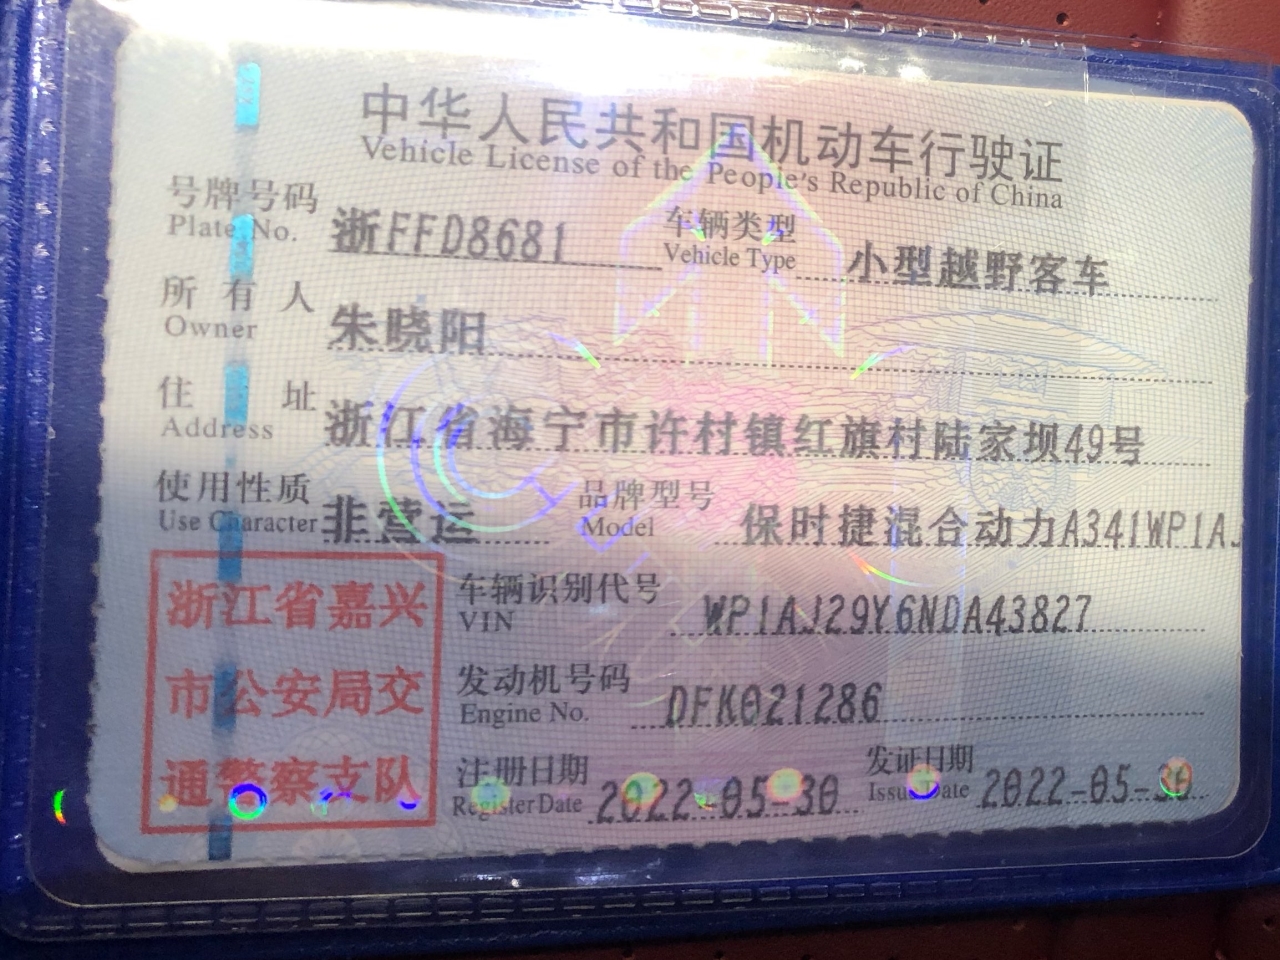 中华人民共和国机动车行驶证
Vehicle License of the People's Republic of China
号牌号码 浙FFD8681 车辆类型 小型越野客车
Plate No. Vehicle Type
所有人 朱晓阳
Owner
住址 浙江省海宁市许村镇红旗村陆家坝49号
Address
使用性质 非营运 品牌型号 保时捷混合动力A341WP1AJ
Use Character Model
浙江省嘉兴
市公安局交
通警察支队
车辆识别代号 WP1AJ29Y6NDA43827
VIN
发动机号码 DFK021286
Engine No.
注册日期 2022-05-30 发证日期 2022-05-30
Register Date Issue Date